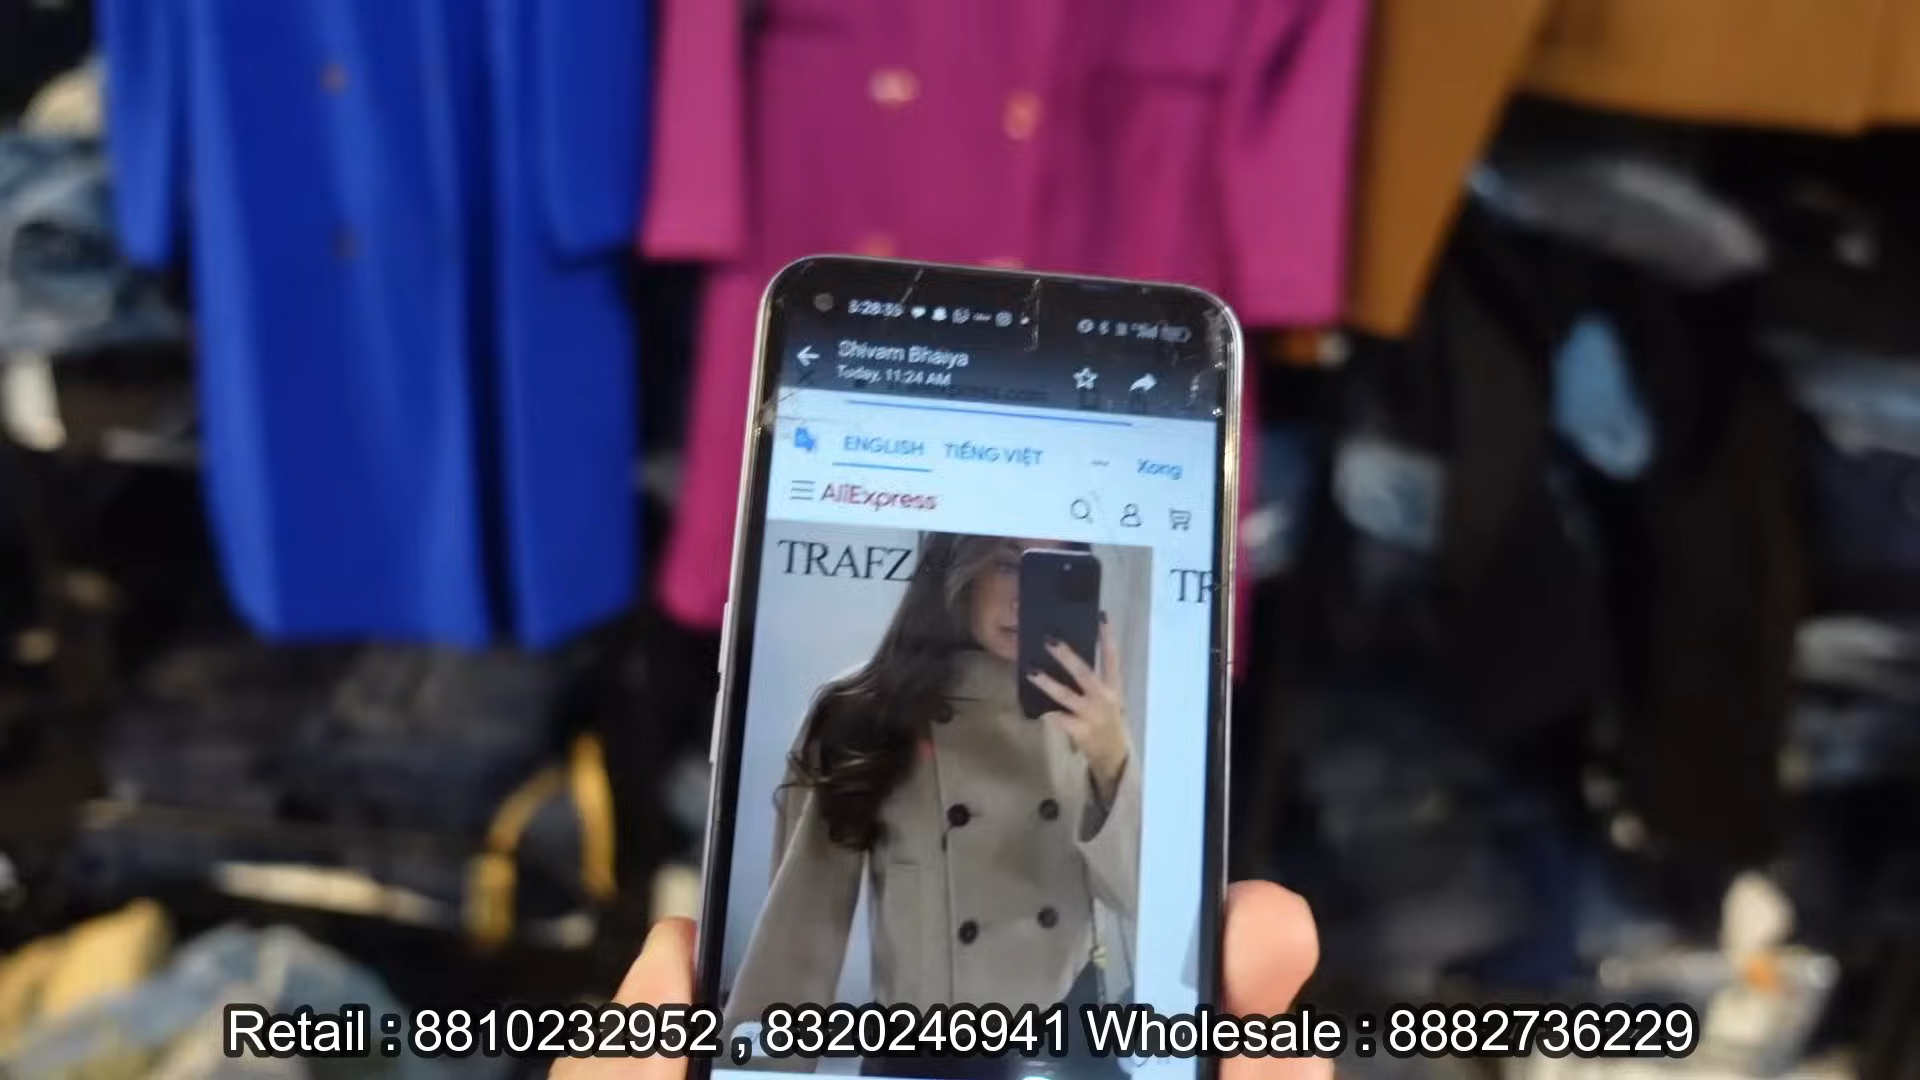 Shivam Bhaiya
Today, 11:24 AM
ENGLISH TIẾNG VIỆT Xong
AliExpress
TRAFZ
TR
Retail : 8810232952 , 8320246941 Wholesale : 8882736229